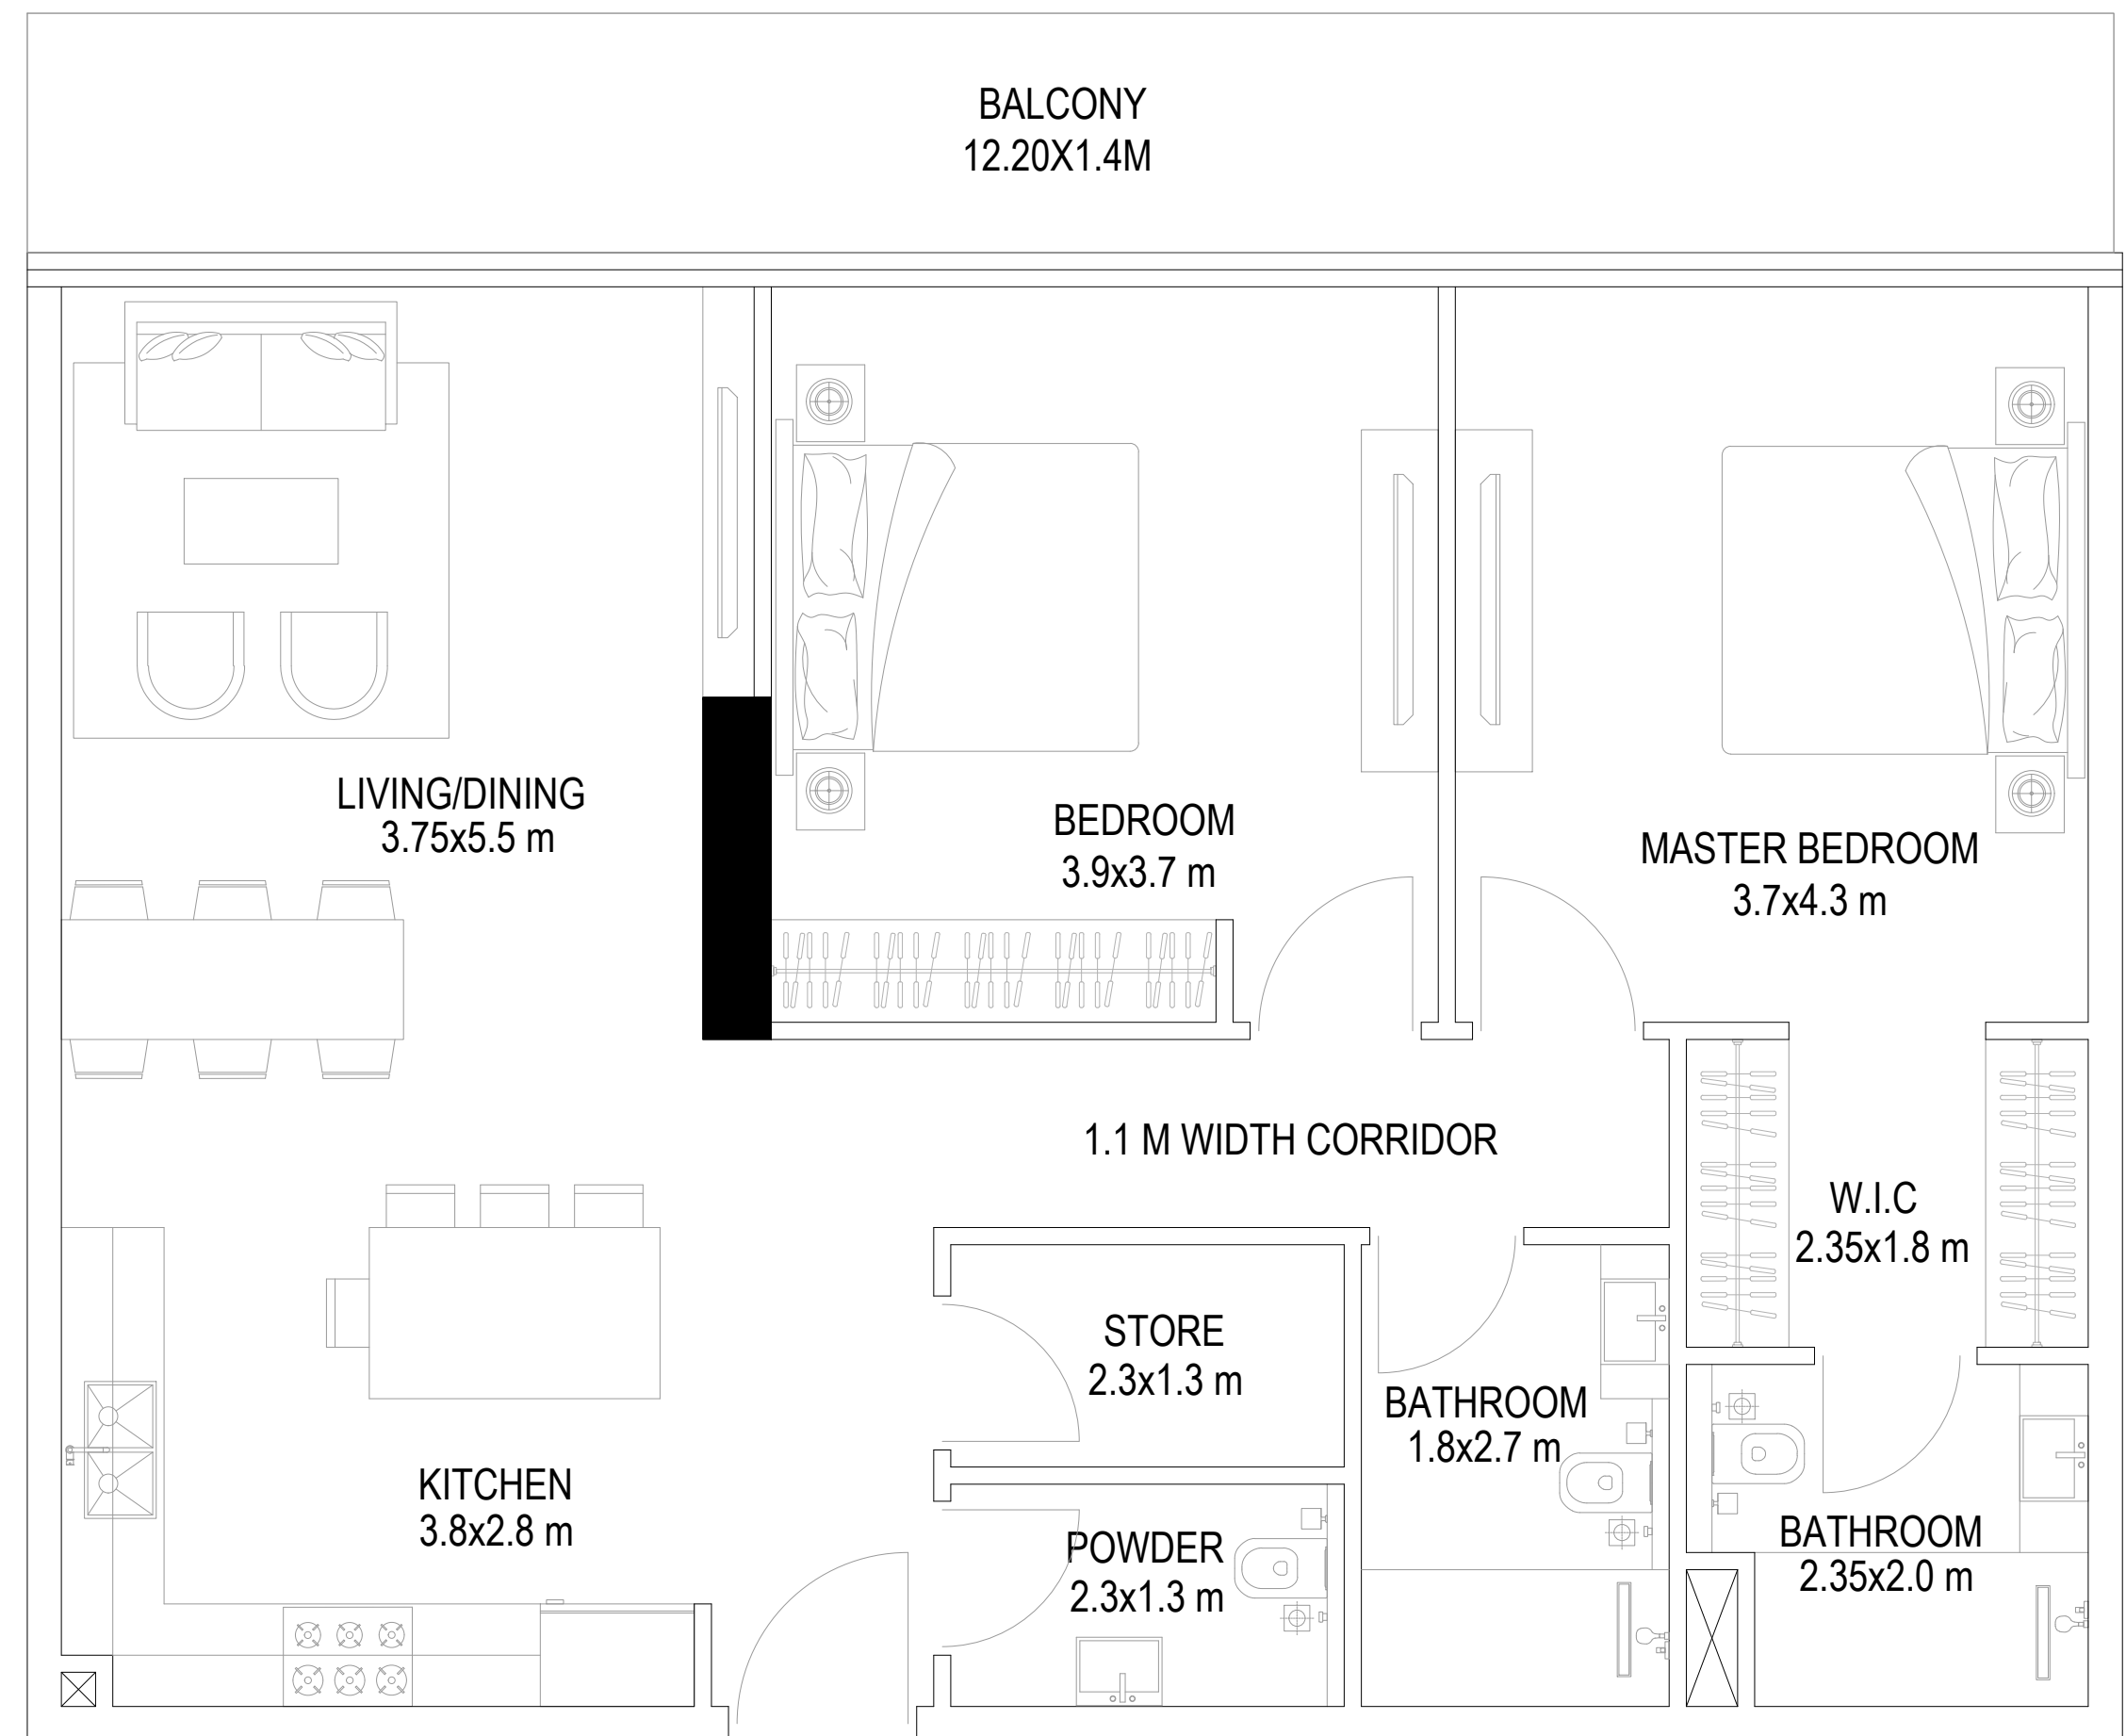 BALCONY
12.20X1.4M
LIVING/DINING
3.75x5.5 m
BEDROOM
3.9x3.7 m
MASTER BEDROOM
3.7x4.3 m
1.1 M WIDTH CORRIDOR
W.I.C
2.35x1.8 m
STORE
2.3x1.3 m
BATHROOM
1.8x2.7 m
KITCHEN
3.8x2.8 m
POWDER
2.3x1.3 m
BATHROOM
2.35x2.0 m